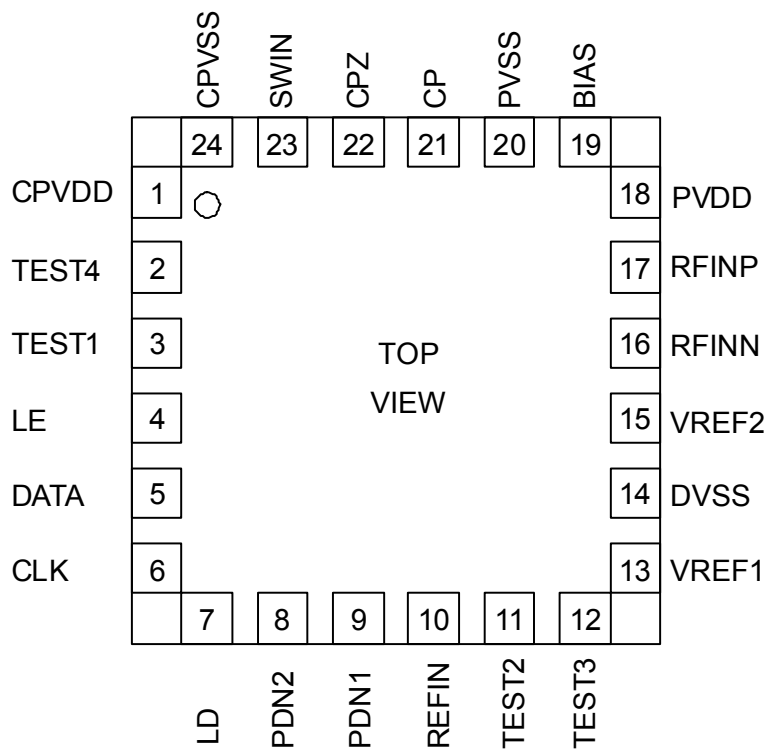 CPVSS
SWIN
CPZ
CP
PVSS
BIAS
24
23
22
21
20
19
CPVDD 1
18 PVDD
TEST4 2
17 RFINP
TEST1 3
16 RFINN
TOP
VIEW
LE 4
15 VREF2
DATA 5
14 DVSS
CLK 6
13 VREF1
7
8
9
10
11
12
LD
PDN2
PDN1
REFIN
TEST2
TEST3